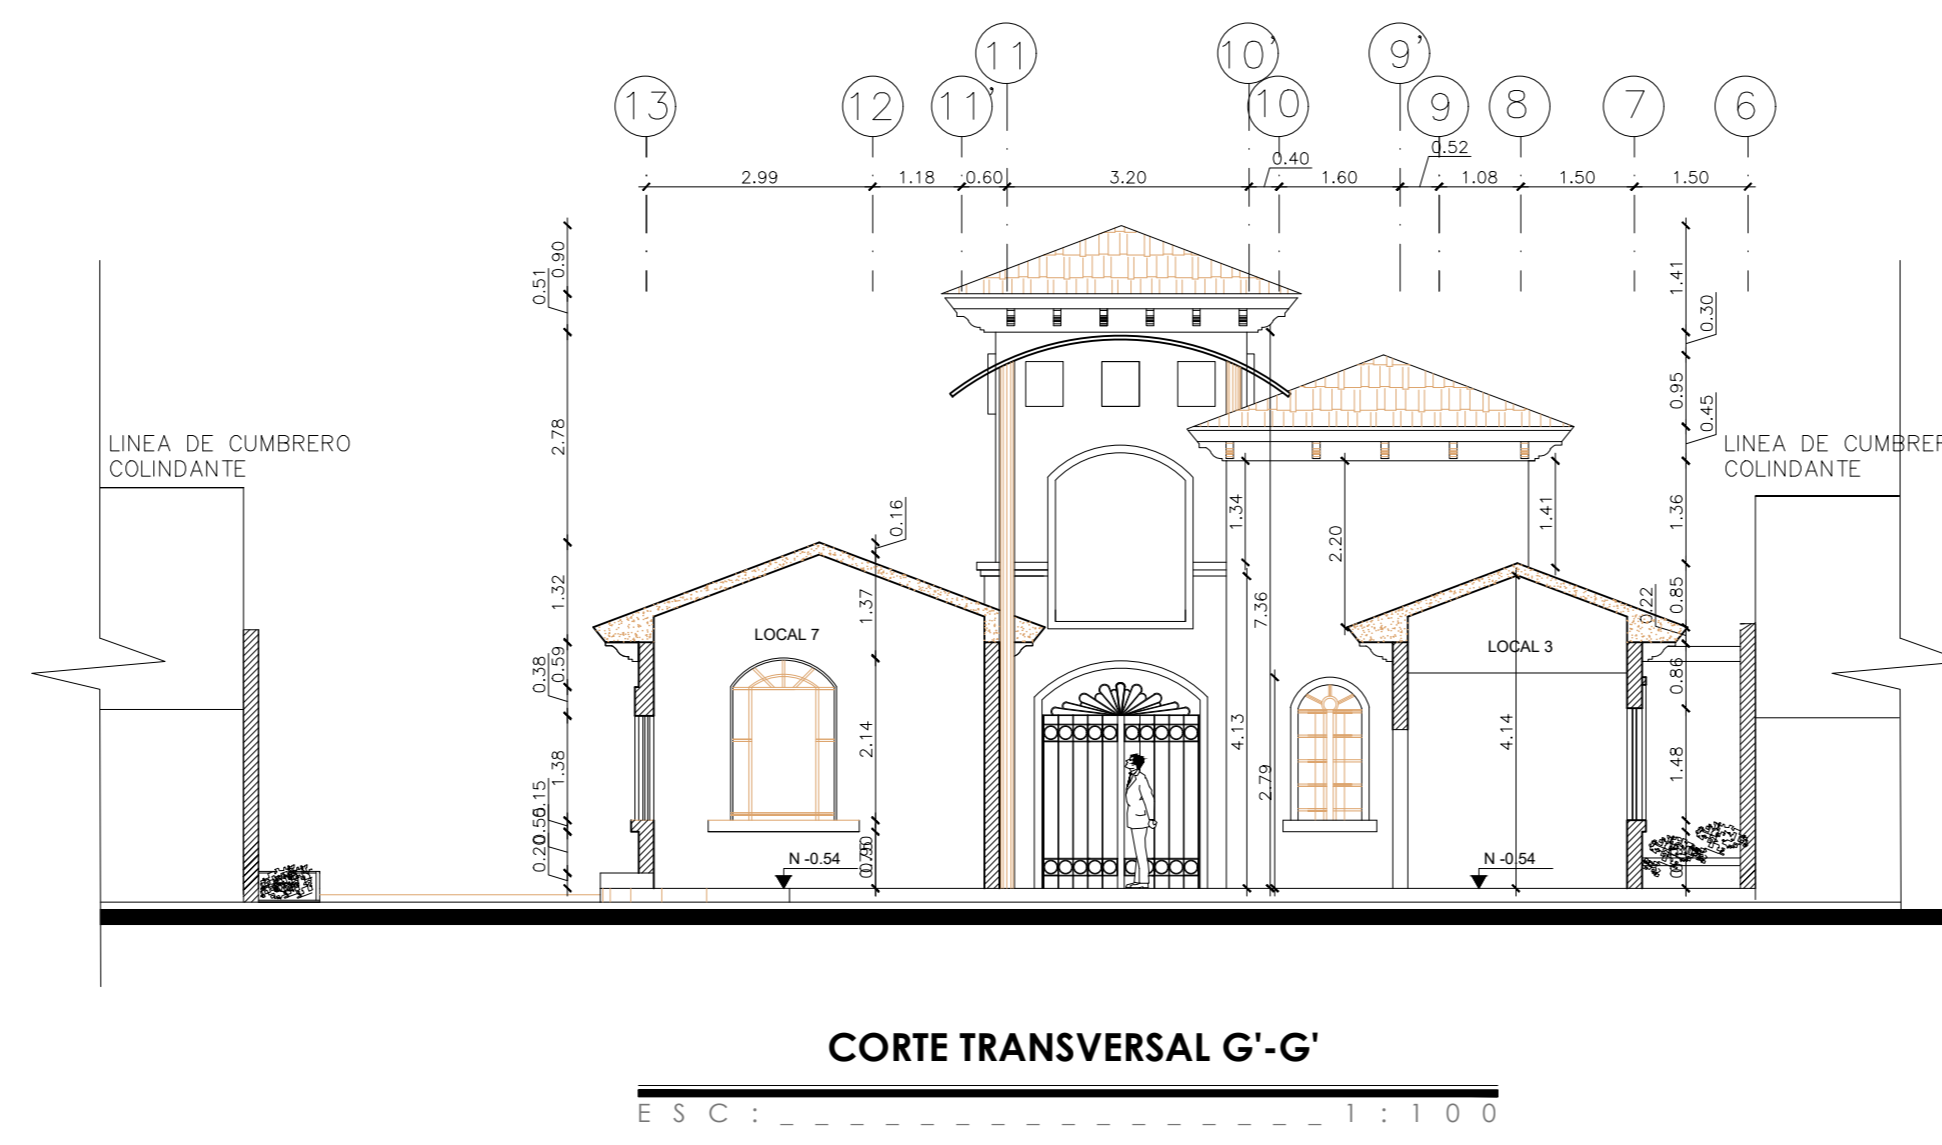 11 10' 9'
13 12 11' 10 9 8 7 6
0.52
0.40
2.99 1.18 0.60 3.20 1.60 1.08 1.50 1.50
0.90
0.51
2.78
1.32
0.59
0.38
1.38
0.15
0.20
LINEA DE CUMBRERO
COLINDANTE
0.16
1.37
2.14
LOCAL 7
N -0.54
1.34
7.36
4.13
2.79
2.20
1.41
4.14
LOCAL 3
N -0.54
1.41
0.30
0.95
0.45
1.36
0.85
0.22
0.86
1.48
LINEA DE CUMBRER
COLINDANTE
CORTE TRANSVERSAL G'-G'
ESC:________________1:100